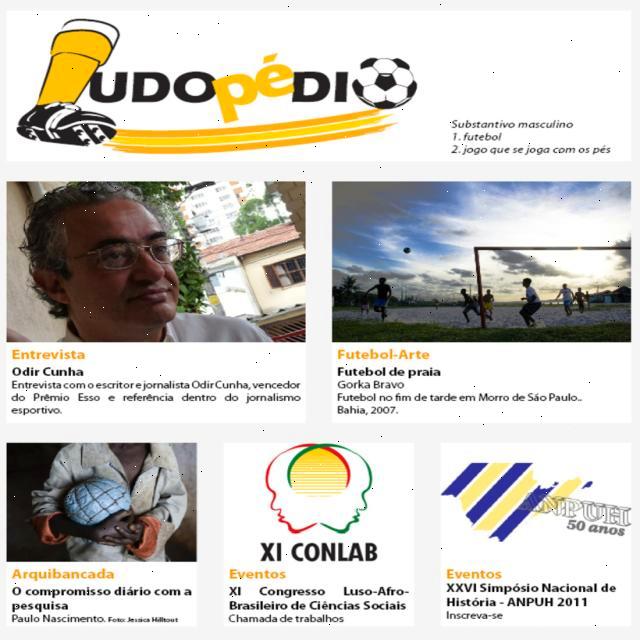 LUDOPéDIO
Substantivo masculino
1. futebol
2. jogo que se joga com os pés
Entrevista
Odir Cunha
Entrevista com o escritor e jornalista Odir Cunha, vencedor
do Prêmio Esso e referência dentro do jornalismo
esportivo.
Futebol-Arte
Futebol de praia
Gorka Bravo
Futebol no fim de tarde em Morro de São Paulo..
Bahia, 2007.
Arquibancada
O compromisso diário com a
pesquisa
Paulo Nascimento. Foto: Jessica Hilltout
XI CONLAB
Eventos
XI Congresso Luso-Afro-
Brasileiro de Ciências Sociais
Chamada de trabalhos
ANPUH
50 anos
Eventos
XXVI Simpósio Nacional de
História - ANPUH 2011
Inscreva-se